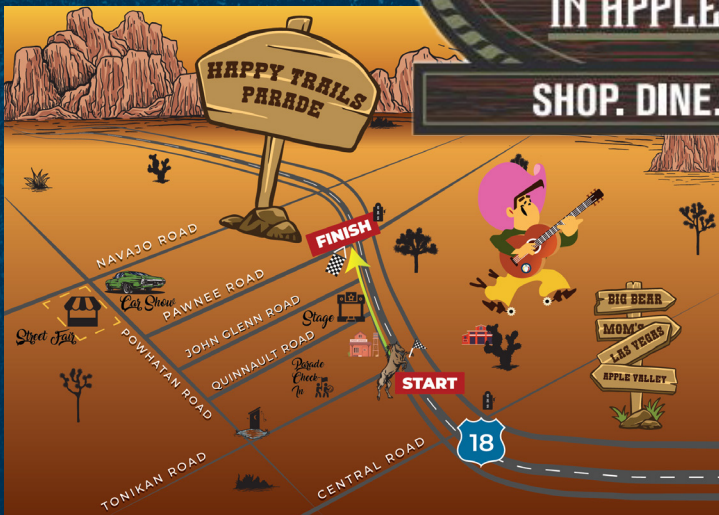 IN APPLE
SHOP. DINE.
HAPPY TRAILS
PARADE
NAVAJO ROAD
FINISH
Car Show
PAWNEE ROAD
Street Fair
Stage
JOHN GLENN ROAD
POWHATAN ROAD
QUINNAULT ROAD
Parade
Check
In
START
BIG BEAR
MOM'S
LAS VEGAS
APPLE VALLEY
18
TONIKAN ROAD
CENTRAL ROAD